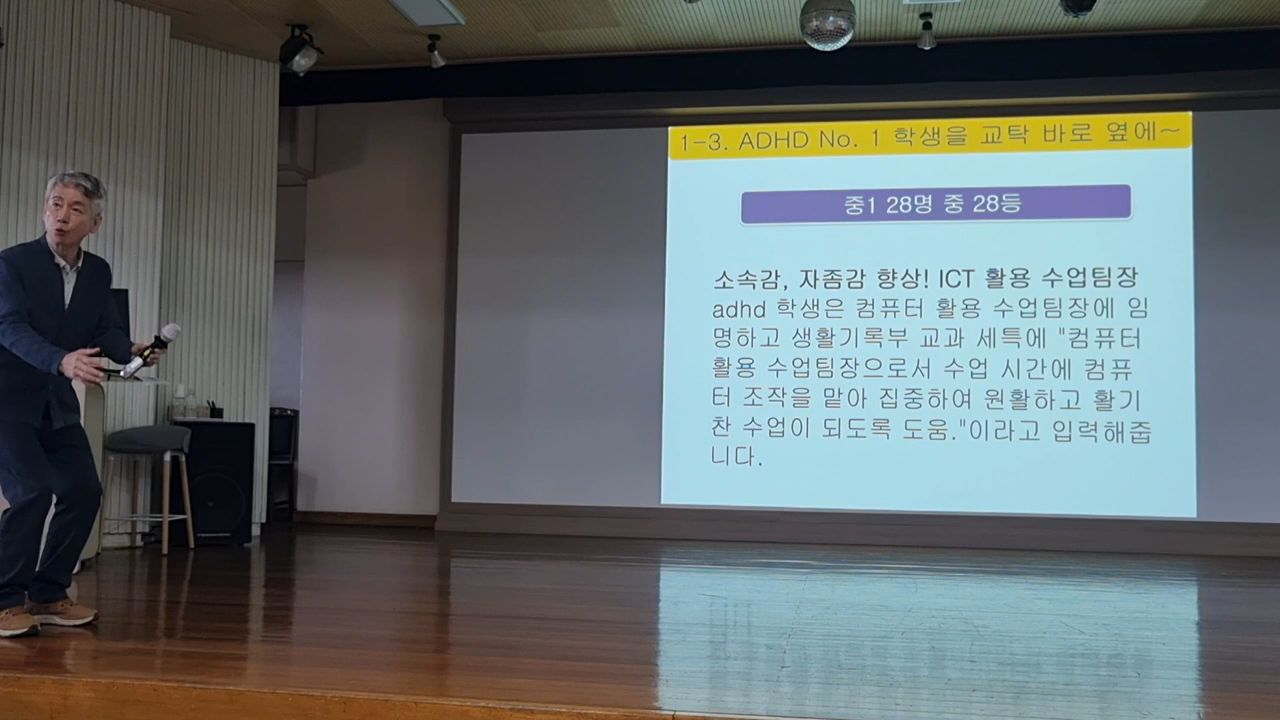 1-3. ADHD No. 1 학생을 교탁 바로 옆에~
중1 28명 중 28등
소속감, 자존감 향상! ICT 활용 수업팀장
adhd 학생은 컴퓨터 활용 수업팀장에 임
명하고 생활기록부 교과 세특에 "컴퓨터
활용 수업팀장으로서 수업 시간에 컴퓨
터 조작을 맡아 집중하여 원활하고 활기
찬 수업이 되도록 도움."이라고 입력해줍
니다.